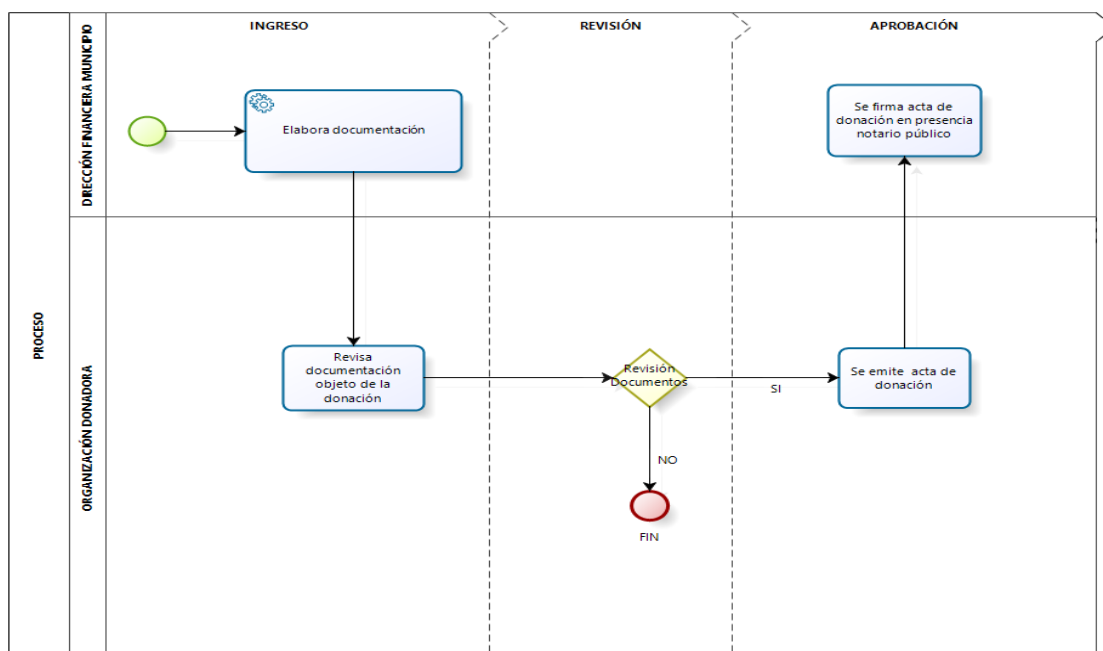 INGRESO
REVISIÓN
APROBACIÓN
PROCESO
DIRECCIÓN FINANCIERA MUNICIPIO
Elabora documentación
Se firma acta de
donación en presencia
notario público
ORGANIZACIÓN DONADORA
Revisa
documentación
objeto de la
donación
Revisión
Documentos
SI
Se emite acta de
donación
NO
FIN